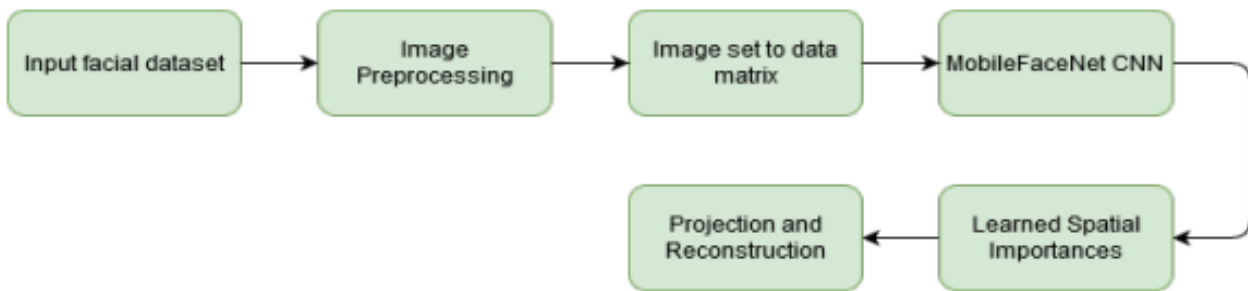 Input facial dataset
Image
Preprocessing
Image set to data
matrix
MobileFaceNet CNN
Learned Spatial
Importances
Projection and
Reconstruction